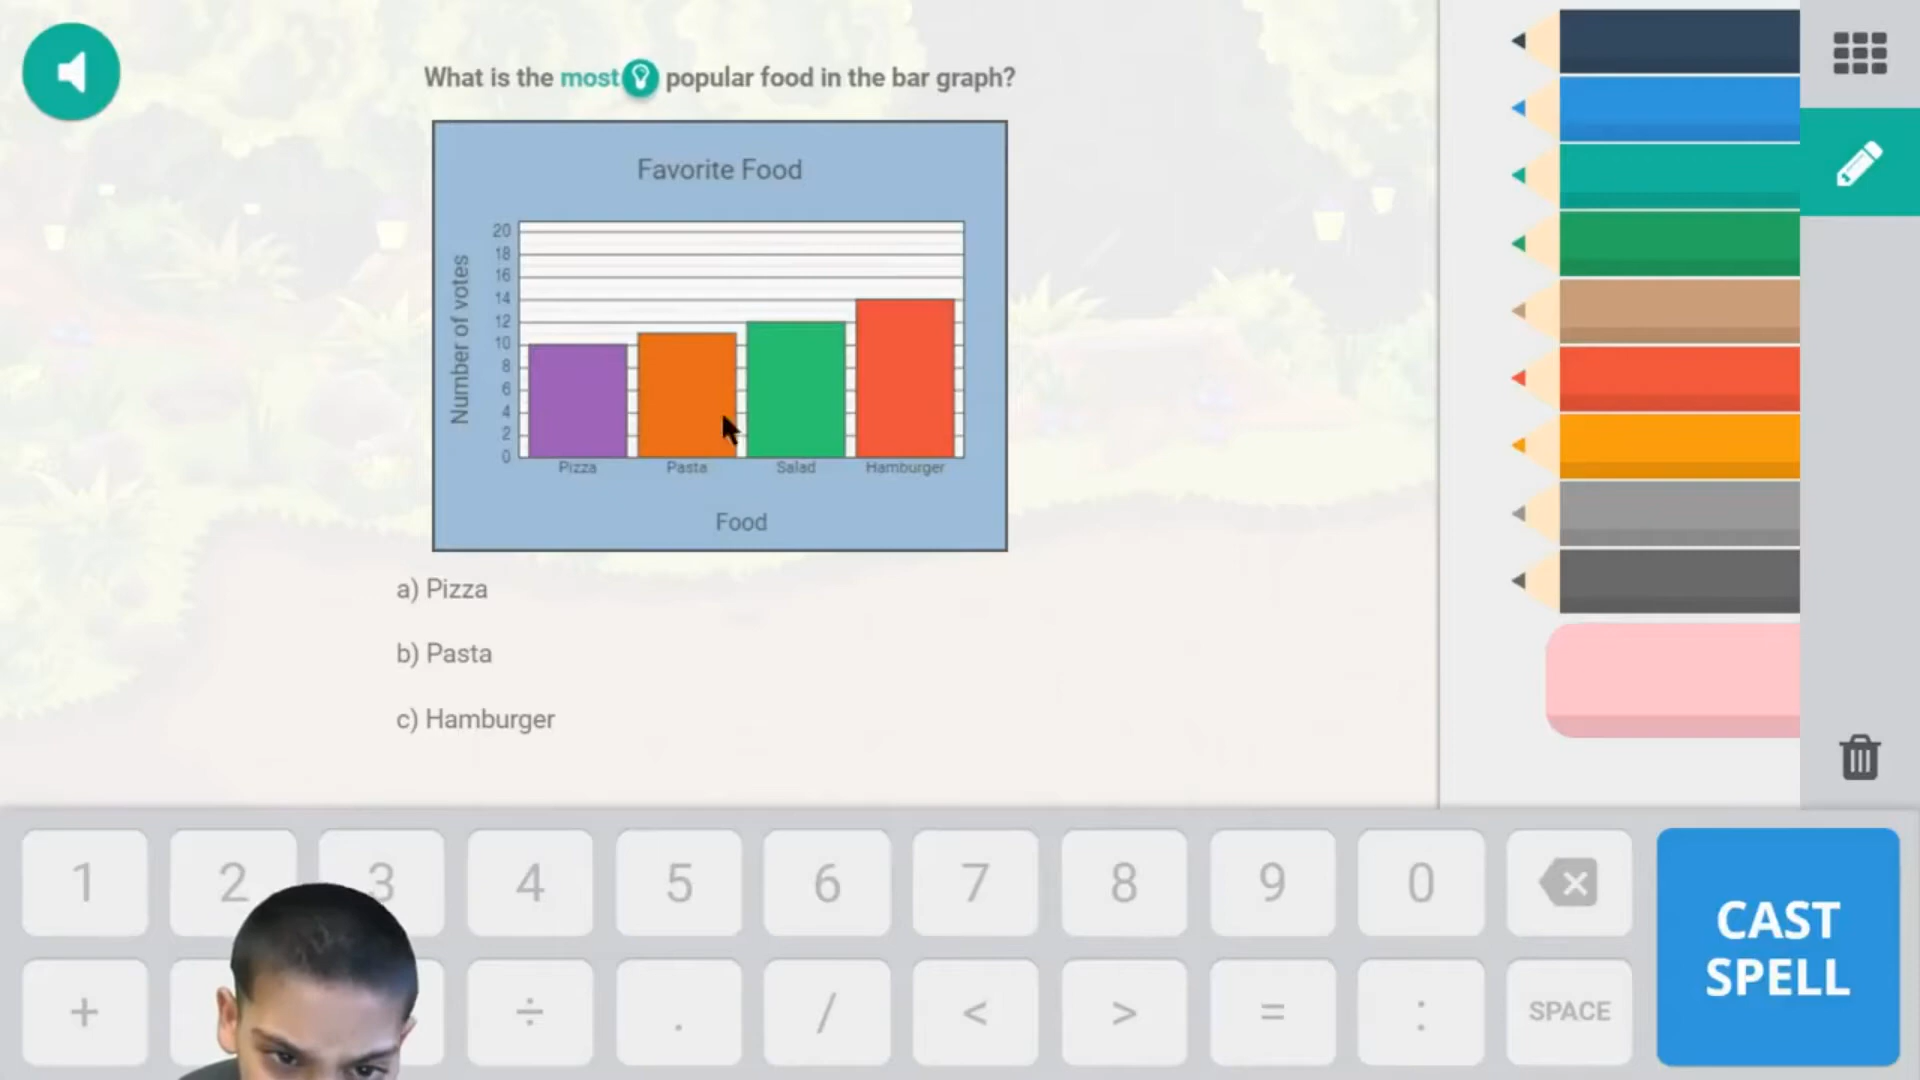 What is the most popular food in the bar graph?
Favorite Food
Number of votes
20
18
16
14
12
10
8
6
4
2
0
Pizza Pasta Salad Hamburger
Food
a) Pizza
b) Pasta
c) Hamburger
1 2 3 4 5 6 7 8 9 0
+ ÷ . / < > = : SPACE
CAST
SPELL